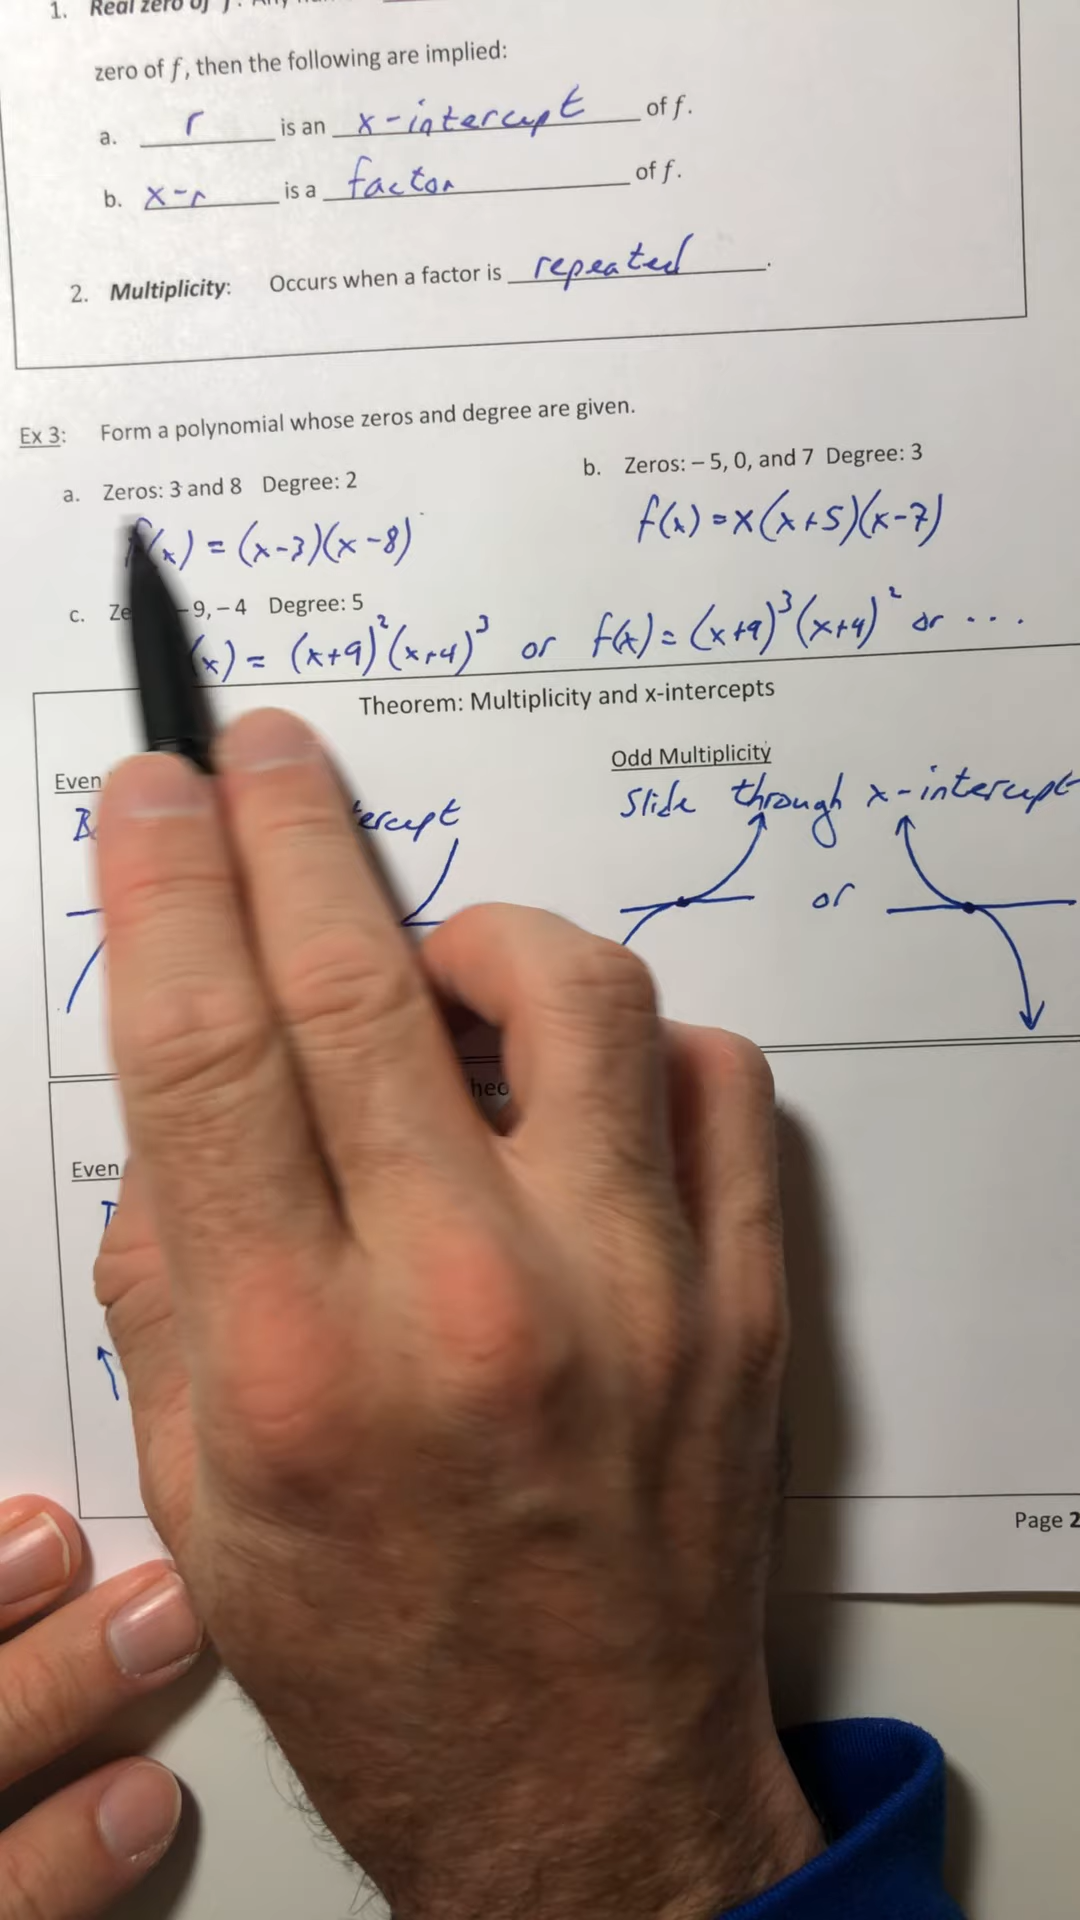 1. Real zero of f:
zero of f, then the following are implied:
a. r is an x-intercept of f.
b. x-r is a factor of f.
2. Multiplicity: Occurs when a factor is repeated.
Ex 3: Form a polynomial whose zeros and degree are given.
a. Zeros: 3 and 8 Degree: 2
f(x) = (x-3)(x-8)
b. Zeros: – 5, 0, and 7 Degree: 3
f(x) = x(x+5)(x-7)
c. – 9, – 4 Degree: 5
(x) = (x+9)²(x+4)³ or f(x) = (x+9)³(x+4)² or ...
Theorem: Multiplicity and x-intercepts
Even
Odd Multiplicity
Slide through x-intercept
or
Even
Page 2